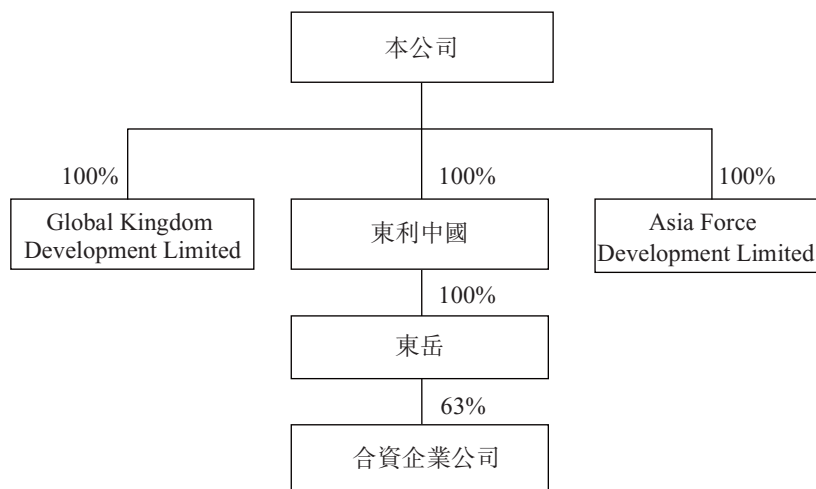 本公司
100%
100%
100%
Global Kingdom
Development Limited
東利中國
Asia Force
Development Limited
100%
東岳
63%
合資企業公司